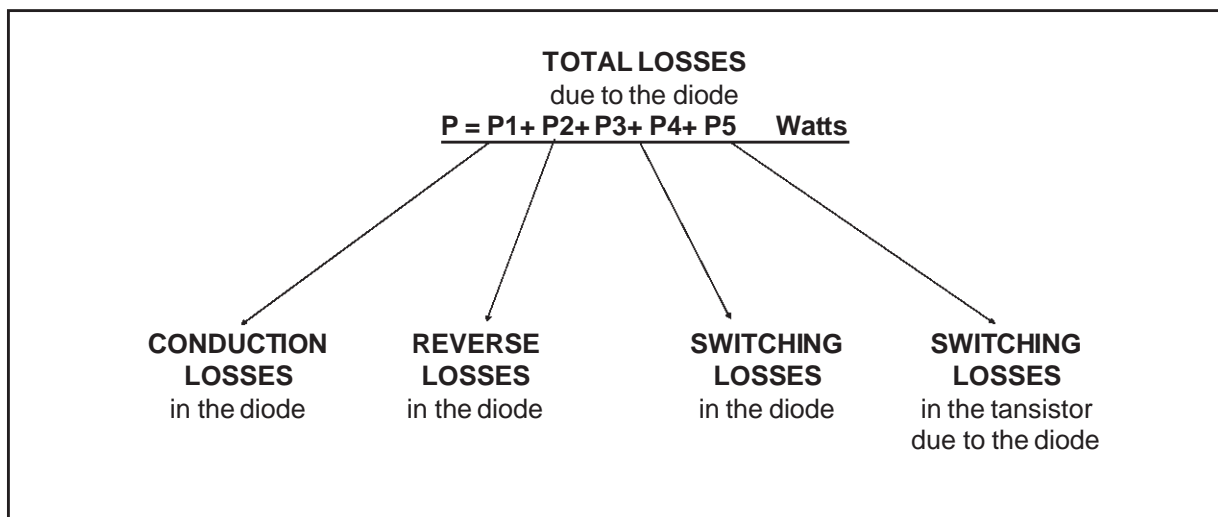 TOTAL LOSSES
due to the diode
P = P1+ P2+ P3+ P4+ P5 Watts
CONDUCTION
LOSSES
in the diode
REVERSE
LOSSES
in the diode
SWITCHING
LOSSES
in the diode
SWITCHING
LOSSES
in the tansistor
due to the diode